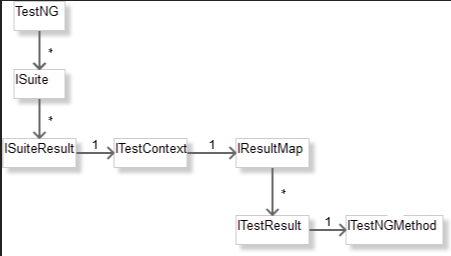 TestNG
*
ISuite
*
ISuiteResult 1 ITestContext 1 IResultMap
*
ITestResult 1 ITestNGMethod